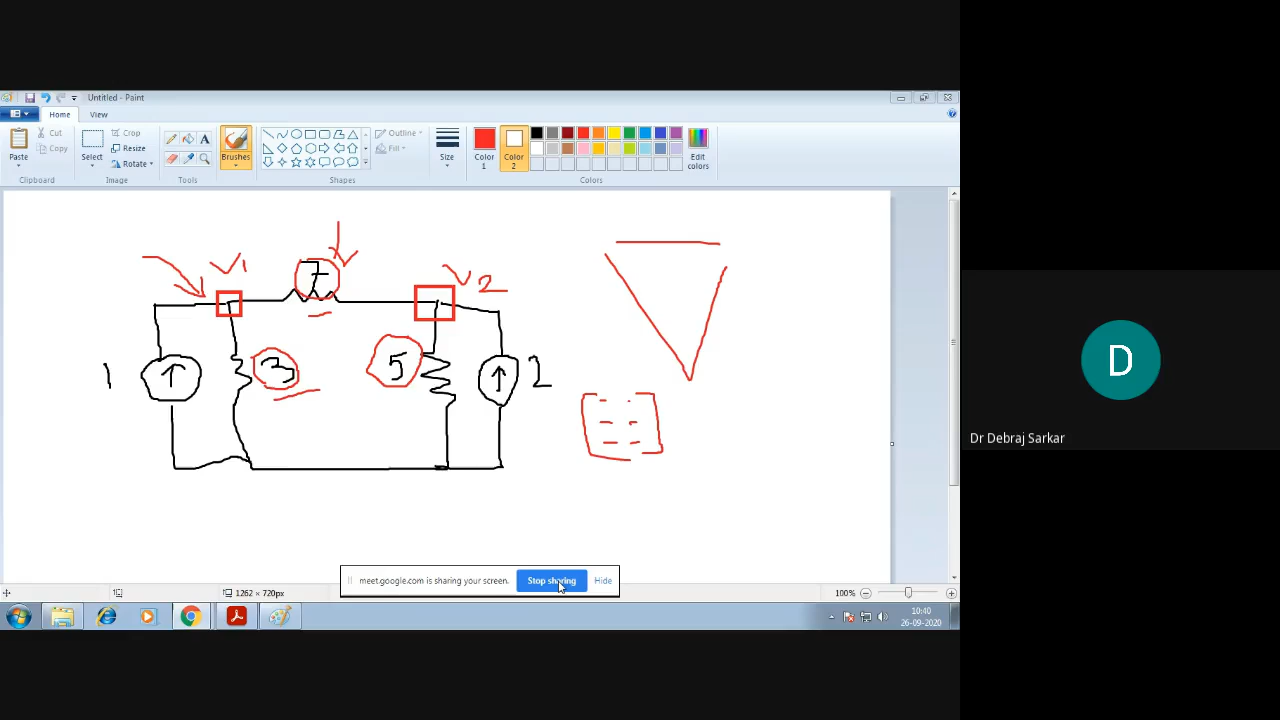 Untitled - Paint
Home
View
Paste
Cut
Copy
Clipboard
Select
Crop
Resize
Rotate
Image
A
Tools
Brushes
Shapes
Outline
Fill
Size
Color 1
Color 2
Edit colors
Colors
V1
7
V2
1
3
5
2
meet.google.com is sharing your screen.
Stop sharing
Hide
1262 × 720px
100%
10:40
26-09-2020
D
Dr Debraj Sarkar